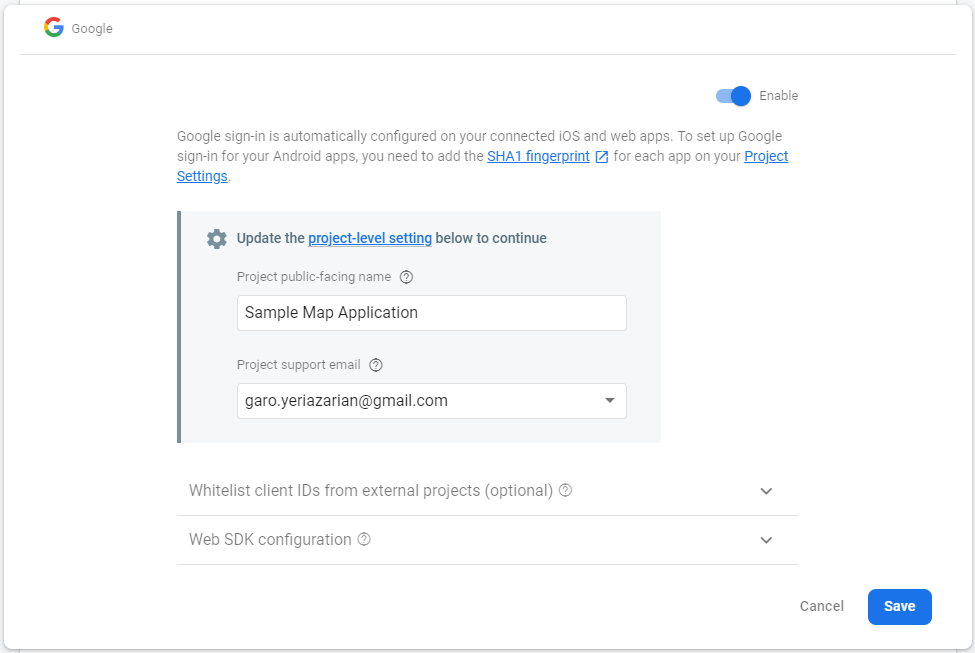 Google
Enable
Google sign-in is automatically configured on your connected iOS and web apps. To set up Google
sign-in for your Android apps, you need to add the SHA1 fingerprint for each app on your Project
Settings.
Update the project-level setting below to continue
Project public-facing name
Sample Map Application
Project support email
garo.yeriazarian@gmail.com
Whitelist client IDs from external projects (optional)
Web SDK configuration
Cancel Save